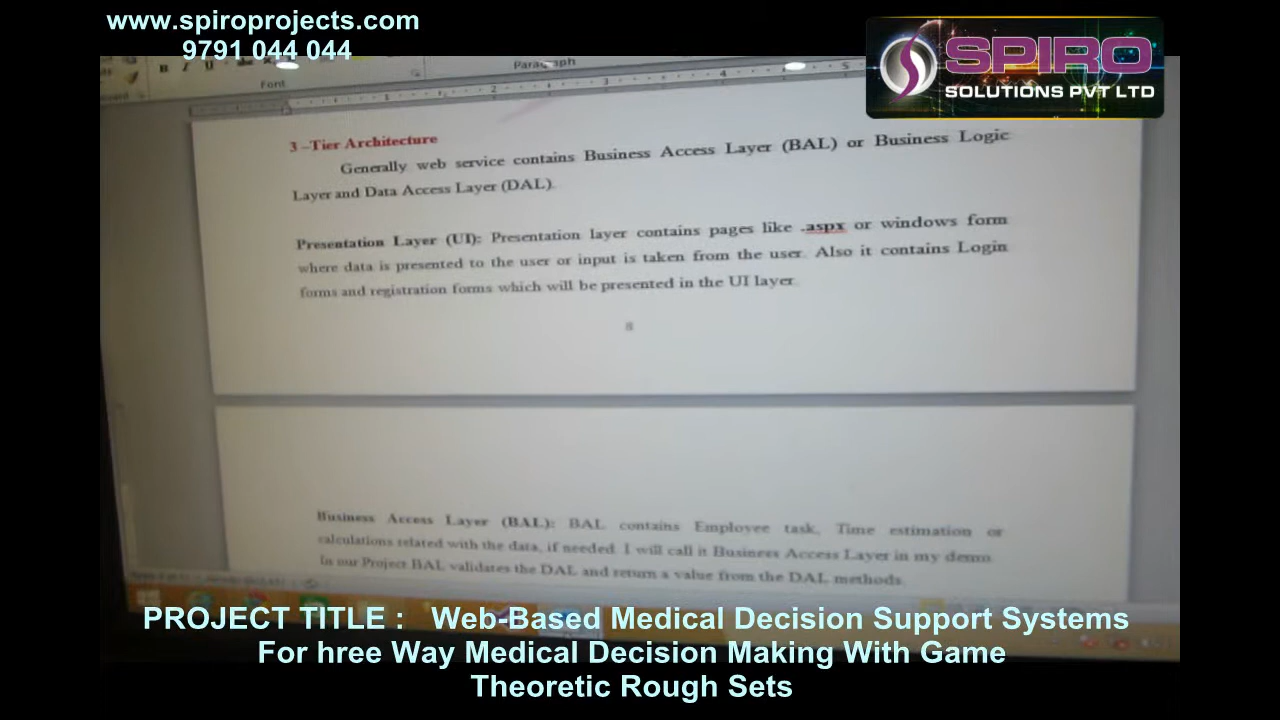 www.spiroprojects.com
9791 044 044
SPIRO
SOLUTIONS PVT LTD
B I U
Font
Paragraph
1 2 3 4 5
3 –Tier Architecture
Generally web service contains Business Access Layer (BAL) or Business Logic
Layer and Data Access Layer (DAL).
Presentation Layer (UI): Presentation layer contains pages like .aspx or windows form
where data is presented to the user or input is taken from the user. Also it contains Login
forms and registration forms which will be presented in the UI layer.
8
Business Access Layer (BAL): BAL contains Employee task, Time estimation or
calculations related with the data, if needed. I will call it Business Access Layer in my demo.
In our Project BAL validates the DAL and return a value from the DAL methods.
PROJECT TITLE : Web-Based Medical Decision Support Systems
For hree Way Medical Decision Making With Game
Theoretic Rough Sets